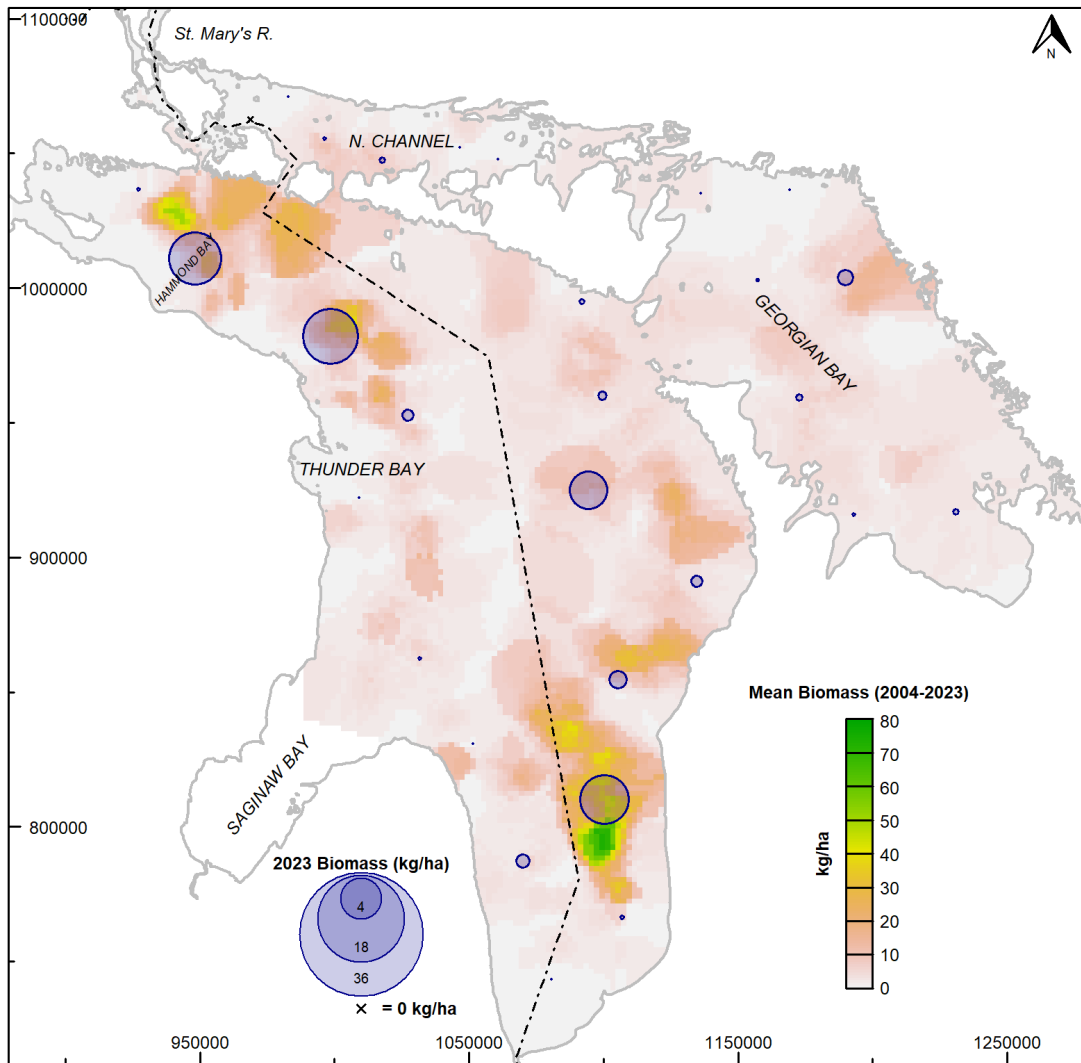 1100000
St. Mary's R.
N
N. CHANNEL
HAMMOND BAY
1000000
GEORGIAN BAY
THUNDER BAY
900000
Mean Biomass (2004-2023)
80
70
60
50
40
30
20
10
0
kg/ha
SAGINAW BAY
800000
2023 Biomass (kg/ha)
4
18
36
× = 0 kg/ha
950000
1050000
1150000
1250000